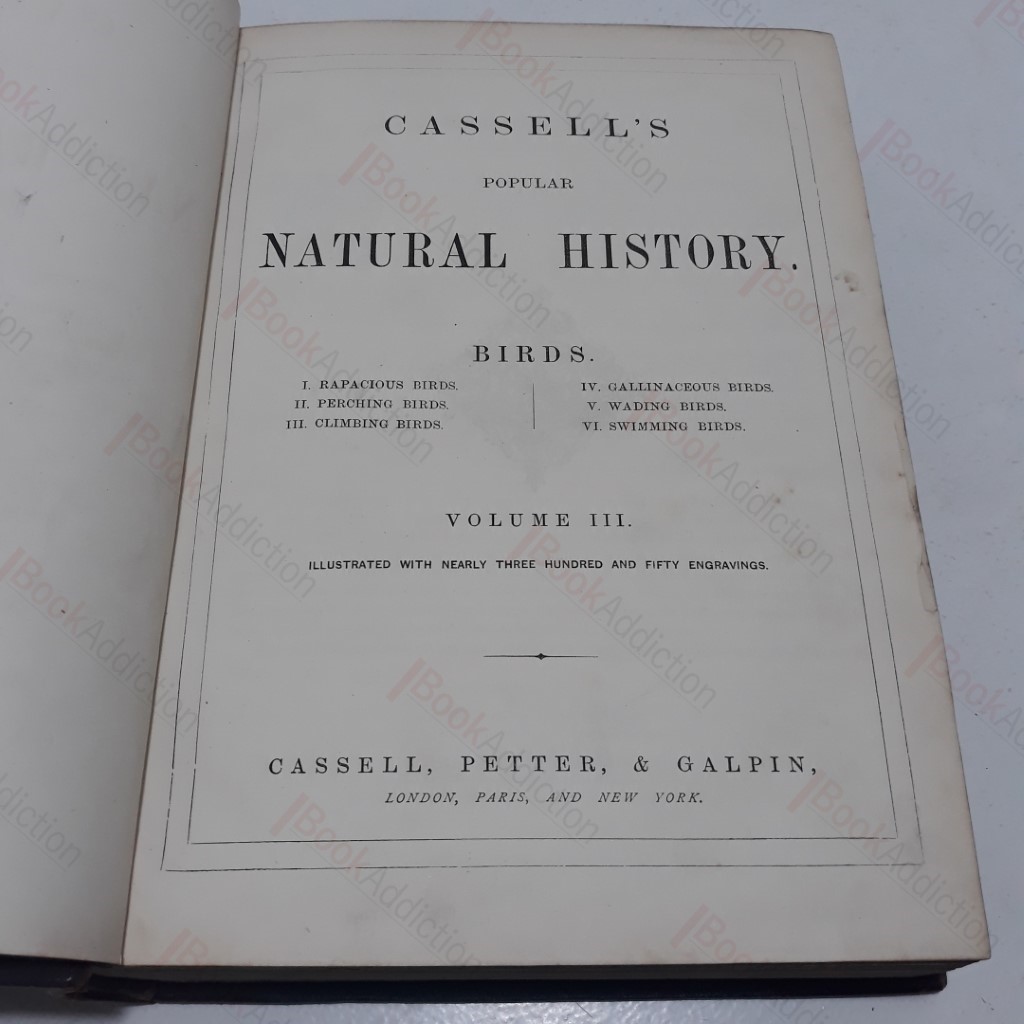 CASSELL'S
POPULAR
NATURAL HISTORY.
BIRDS.
I. RAPACIOUS BIRDS.
II. PERCHING BIRDS.
III. CLIMBING BIRDS.
IV. GALLINACEOUS BIRDS.
V. WADING BIRDS.
VI. SWIMMING BIRDS.
VOLUME III.
ILLUSTRATED WITH NEARLY THREE HUNDRED AND FIFTY ENGRAVINGS.
CASSELL, PETTER, & GALPIN,
LONDON, PARIS, AND NEW YORK.
BookAddiction